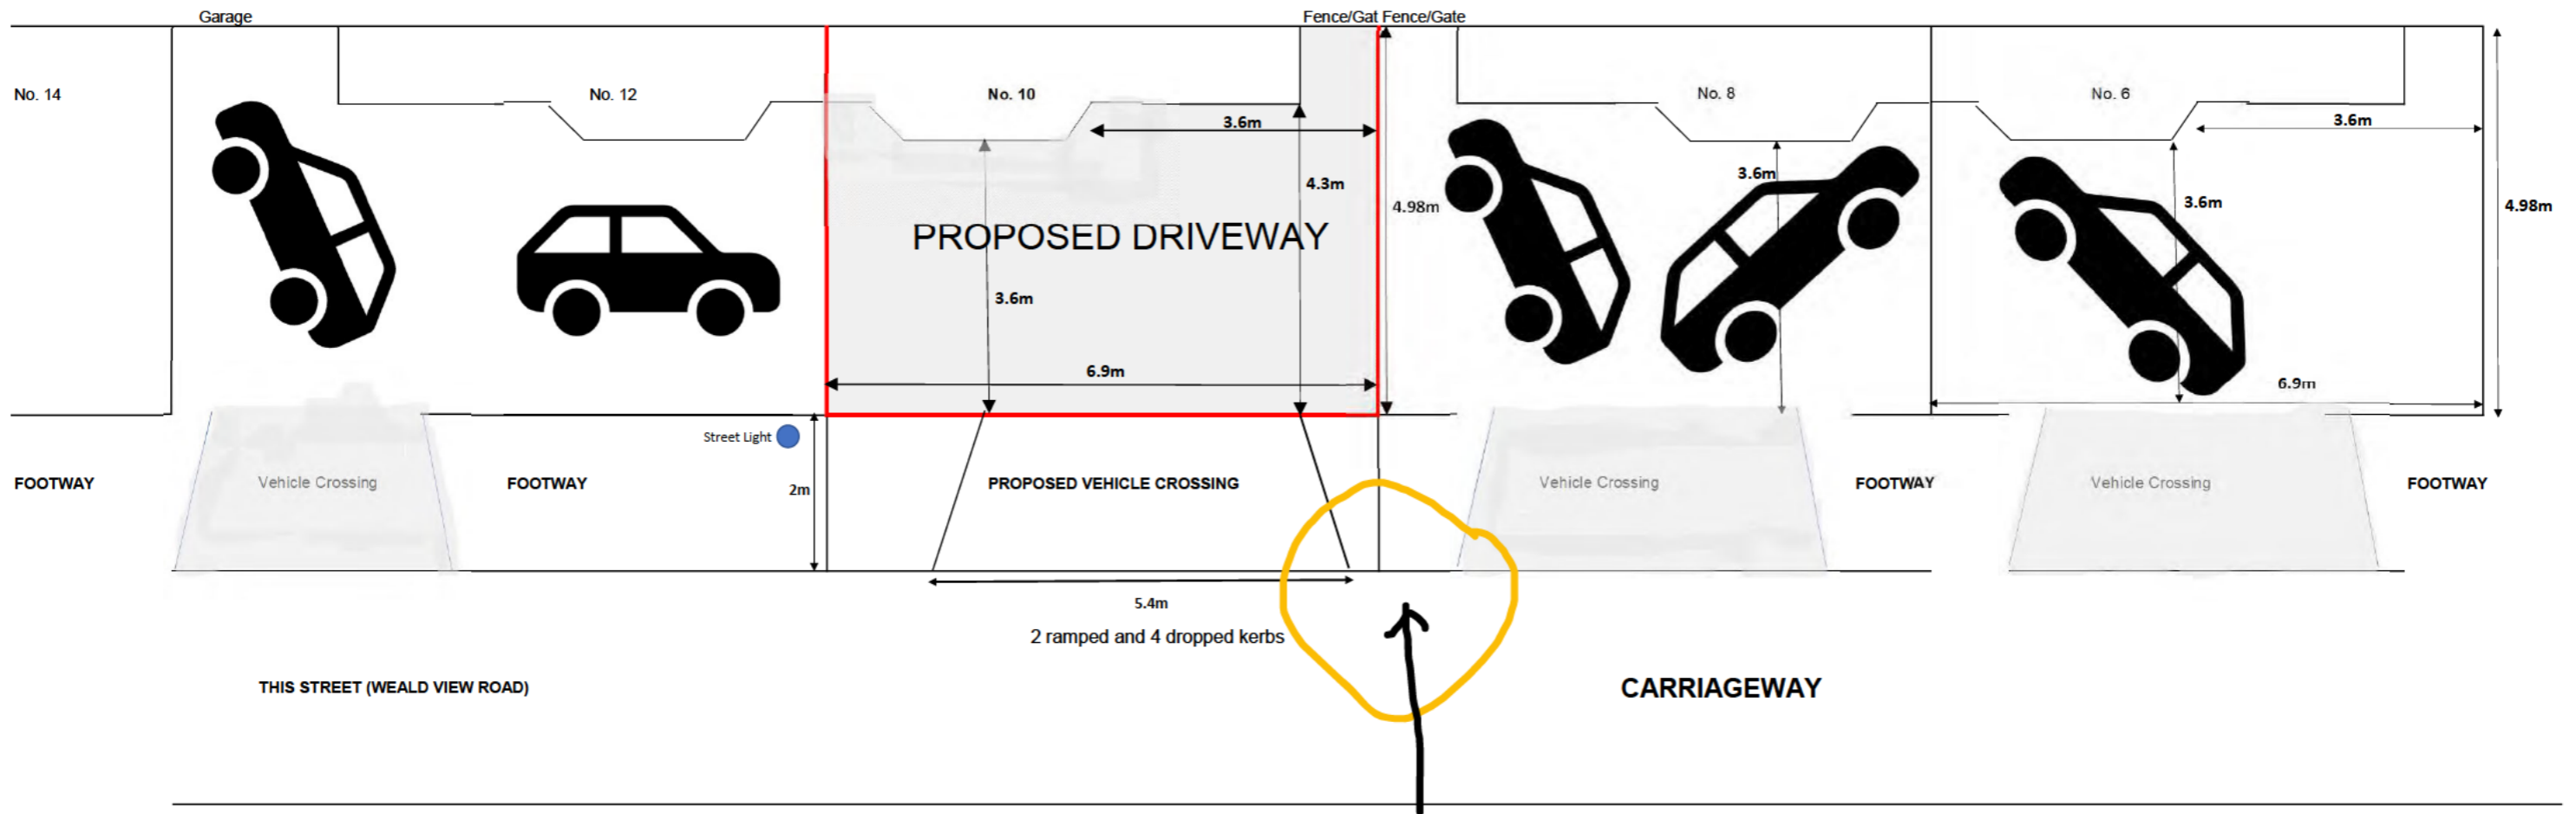 Garage
Fence/Gat Fence/Gate
No. 14
No. 12
No. 10
No. 8
No. 6
3.6m
3.6m
4.3m
3.6m
3.6m
4.98m
4.98m
PROPOSED DRIVEWAY
3.6m
6.9m
6.9m
Street Light
FOOTWAY
Vehicle Crossing
FOOTWAY
2m
PROPOSED VEHICLE CROSSING
Vehicle Crossing
FOOTWAY
Vehicle Crossing
FOOTWAY
5.4m
2 ramped and 4 dropped kerbs
THIS STREET (WEALD VIEW ROAD)
CARRIAGEWAY